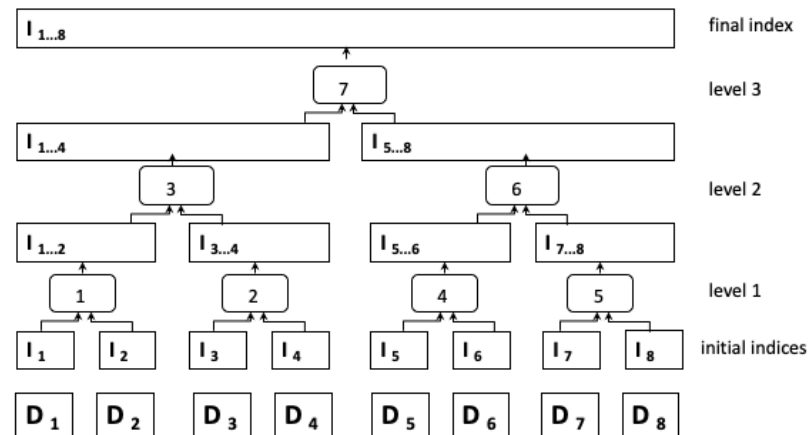 I 1...8 final index
7 level 3
I 1...4 I 5...8
3 6 level 2
I 1...2 I 3...4 I 5...6 I 7...8
1 2 4 5 level 1
I 1 I 2 I 3 I 4 I 5 I 6 I 7 I 8 initial indices
D 1 D 2 D 3 D 4 D 5 D 6 D 7 D 8